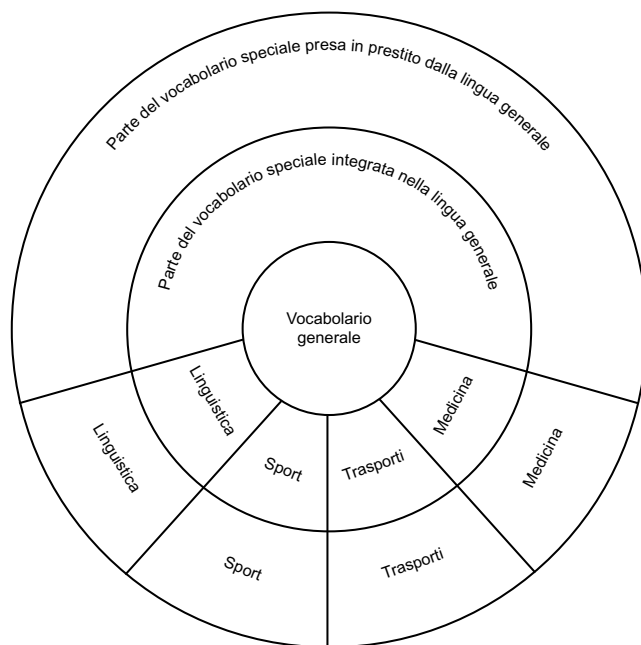 Parte del vocabolario speciale presa in prestito dalla lingua generale
Parte del vocabolario speciale integrata nella lingua generale
Vocabolario
generale
Linguistica
Sport
Trasporti
Medicina
Linguistica
Sport
Trasporti
Medicina